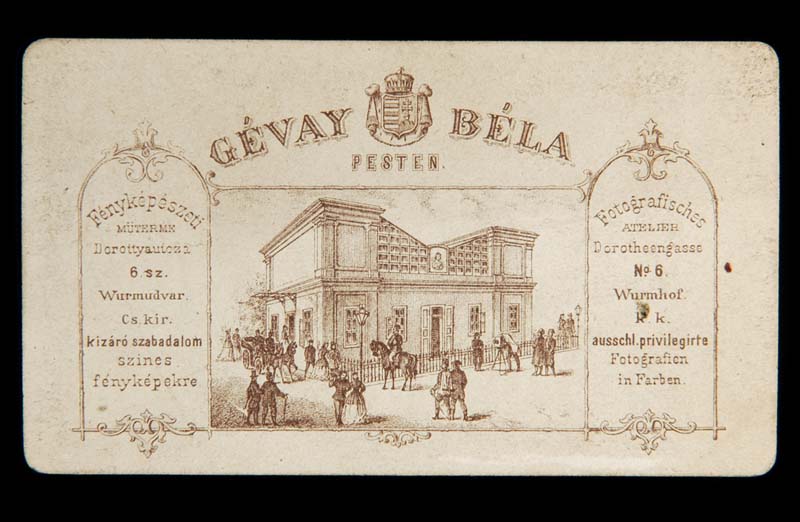 GÉVAY BÉLA
PESTEN.
Fényképészeti
MŰTERME
Dorottyautcza
6. sz.
Wurmudvar.
Cs. kir.
kizáró szabadalom
szines
fényképekre
Fotografisches
ATELIER
Dorotheengasse
No 6.
Wurmhof.
K. k.
ausschl. privilegirte
Fotografien
in Farben.